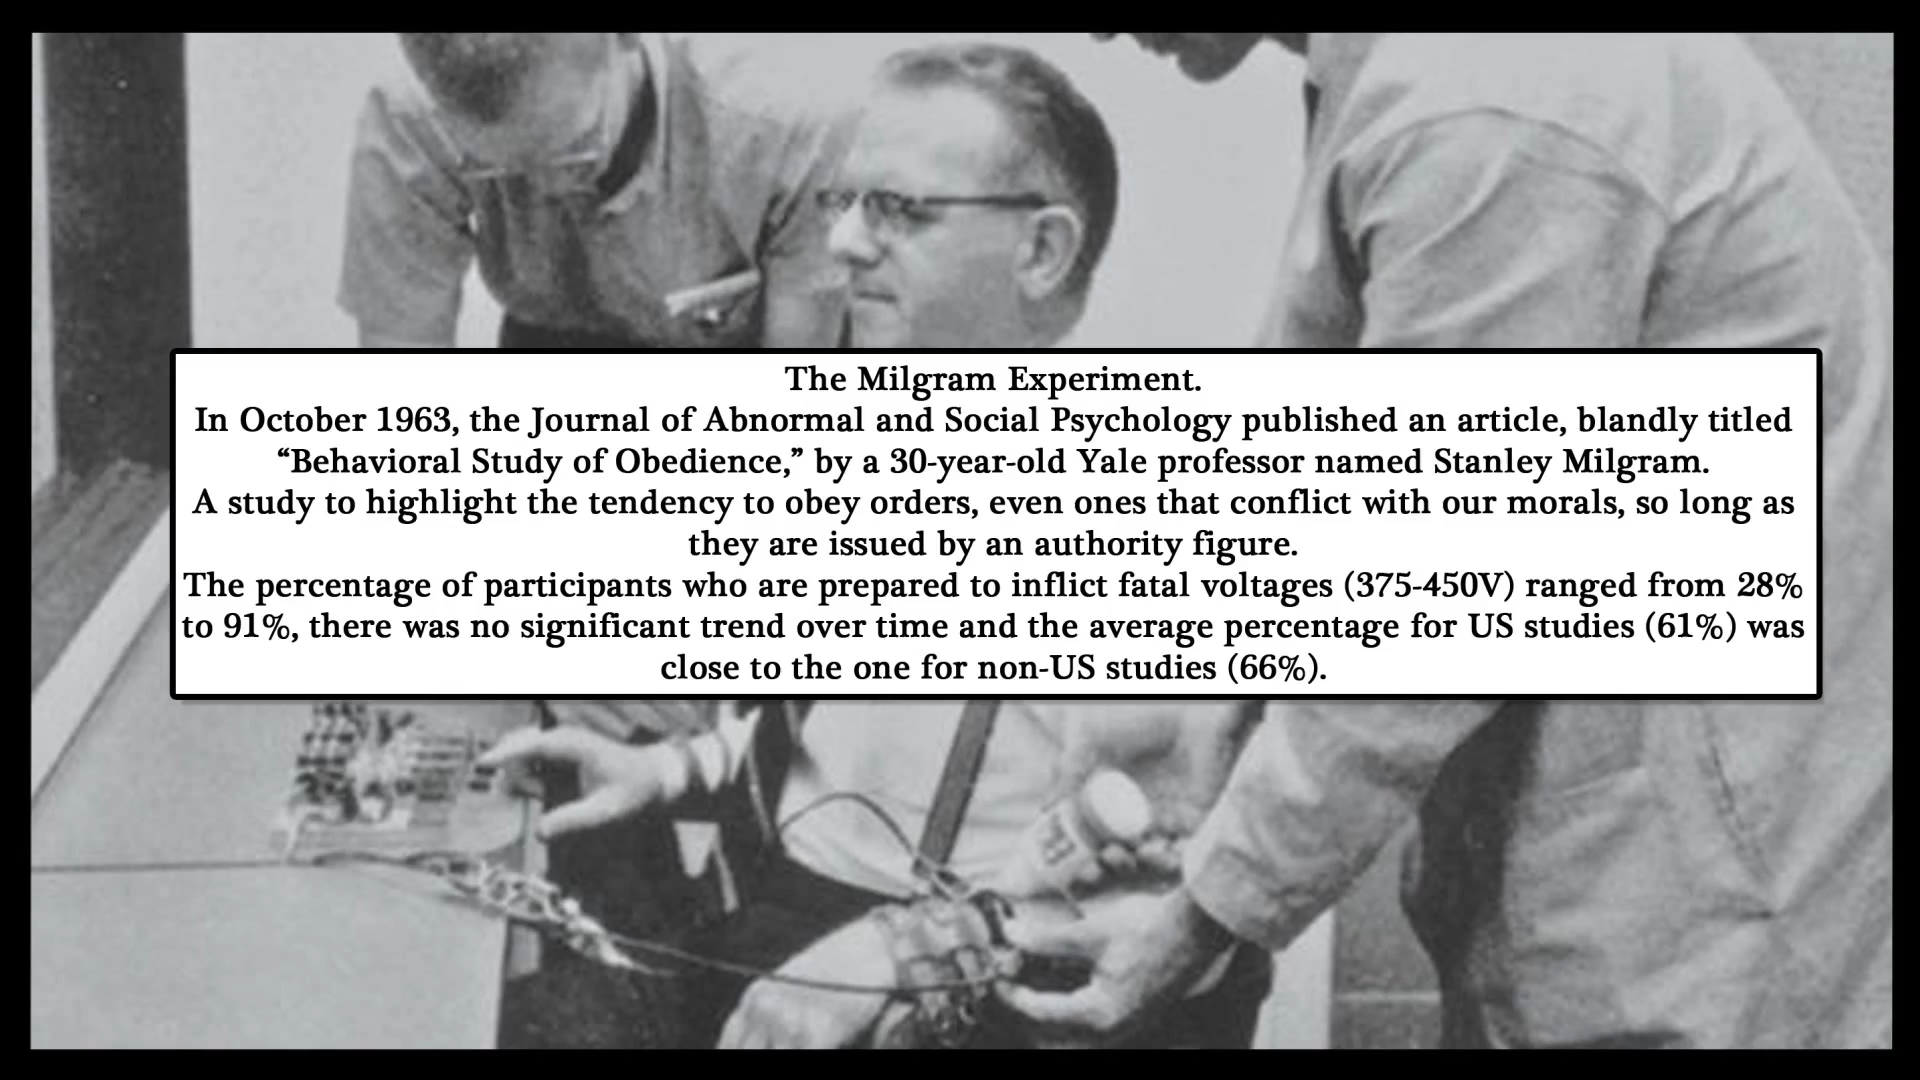 The Milgram Experiment.
In October 1963, the Journal of Abnormal and Social Psychology published an article, blandly titled
“Behavioral Study of Obedience,” by a 30-year-old Yale professor named Stanley Milgram.
A study to highlight the tendency to obey orders, even ones that conflict with our morals, so long as
they are issued by an authority figure.
The percentage of participants who are prepared to inflict fatal voltages (375-450V) ranged from 28%
to 91%, there was no significant trend over time and the average percentage for US studies (61%) was
close to the one for non-US studies (66%).